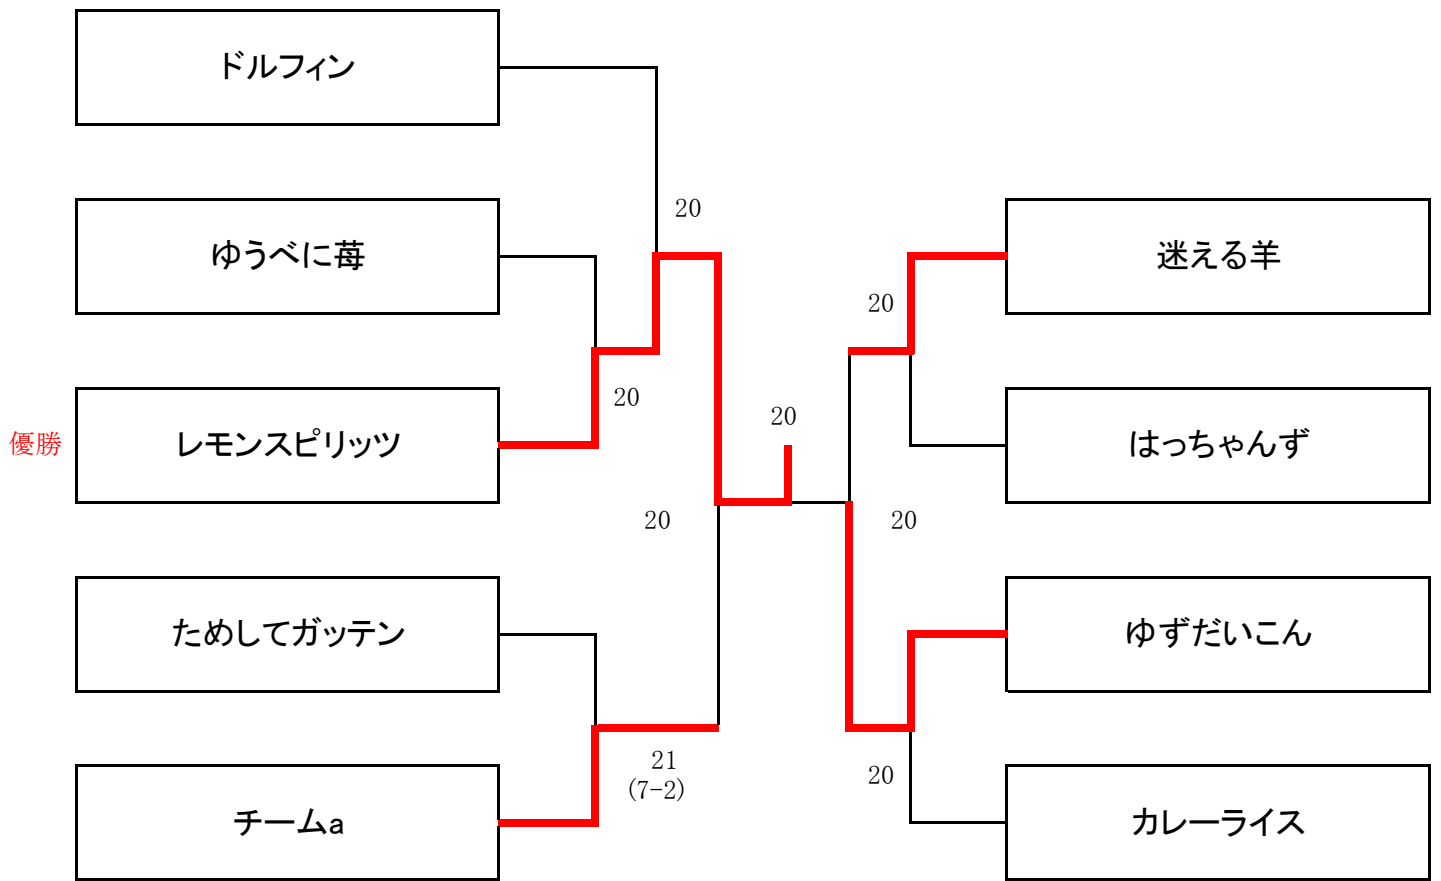 ドルフィン
20
ゆうべに苺
迷える羊
20
20
20
優勝
レモンスピリッツ
はっちゃんず
20
20
ためしてガッテン
ゆずだいこん
21
(7-2)
20
チームa
カレーライス